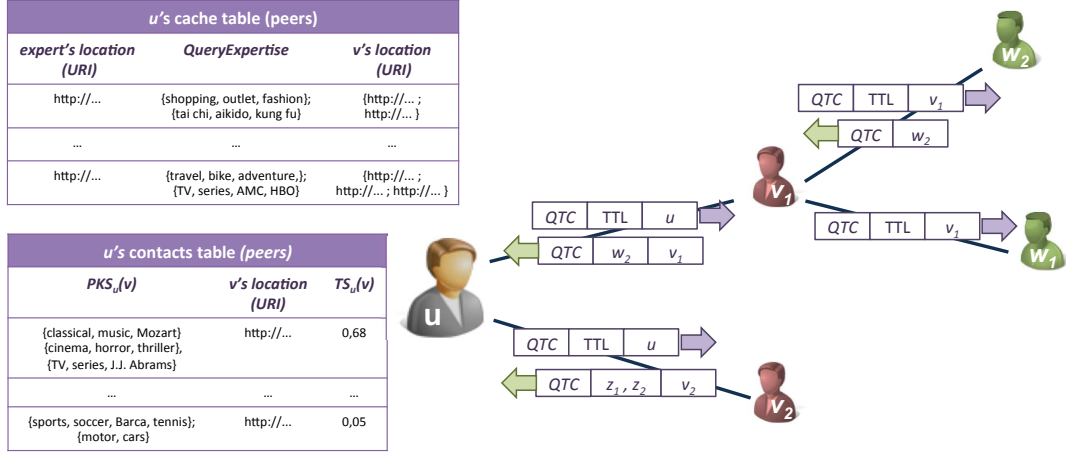 u's cache table (peers)
expert's location (URI) QueryExpertise v's location (URI)
http://... {shopping, outlet, fashion}; {http://... ;
{tai chi, aikido, kung fu} http://... }
... ... ...
http://... {travel, bike, adventure,}; {http://... ;
{TV, series, AMC, HBO} http://... ; http://... }
u's contacts table (peers)
PKSu(v) v's location (URI) TSu(v)
{classical, music, Mozart} http://... 0,68
{cinema, horror, thriller},
{TV, series, J.J. Abrams}
... ... ...
{sports, soccer, Barca, tennis}; http://... 0,05
{motor, cars}
w2
QTC TTL v1
QTC w2
v1
QTC TTL u
QTC w2 v1
QTC TTL v1
w1
u
QTC TTL u
QTC z1 , z2 v2
v2